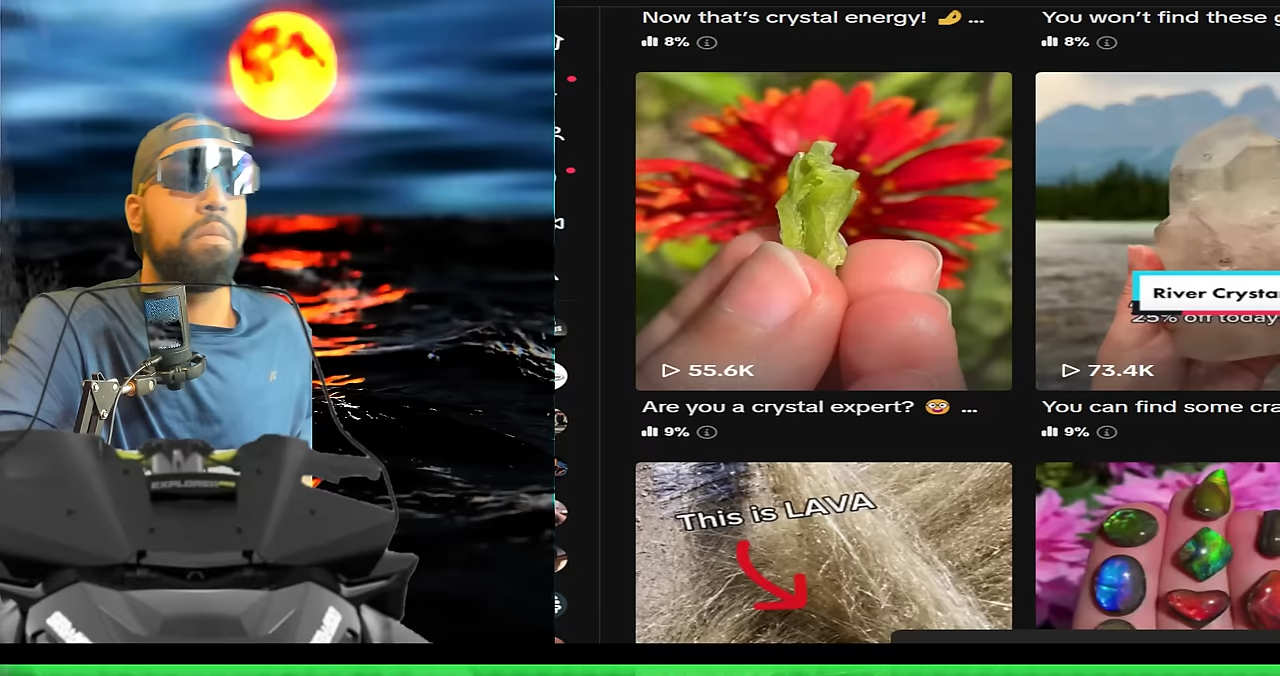 Now that's crystal energy! 🤌 ...
You won't find these g
8%
8%
55.6K
River Crysta
25% off today
73.4K
Are you a crystal expert? 🤡 ...
You can find some cra
9%
9%
This is LAVA
EXPLORER